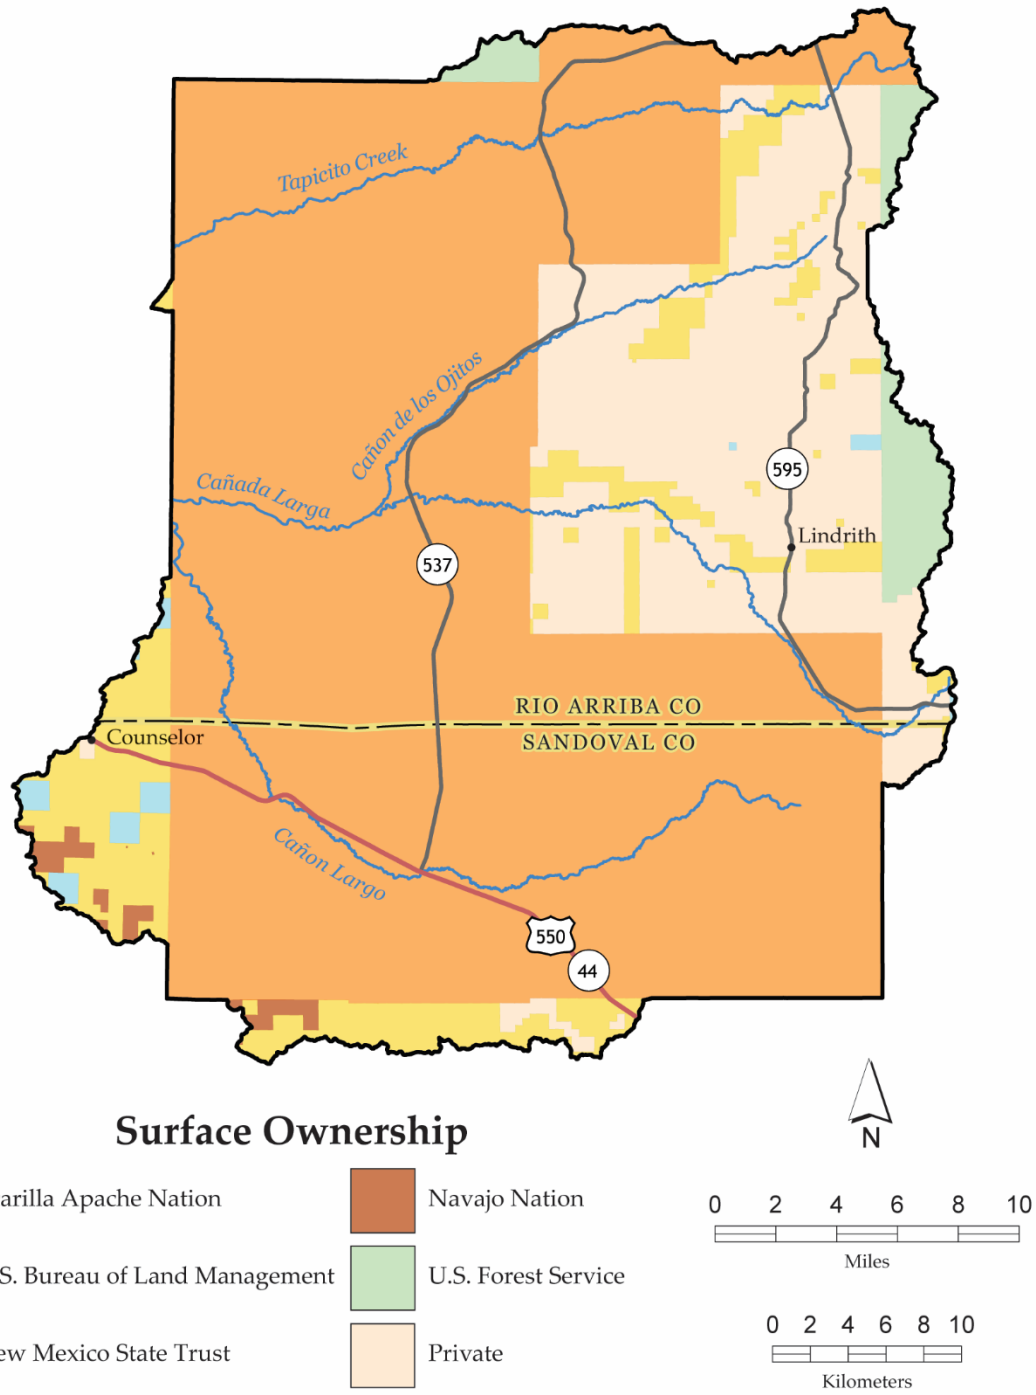 Tapicito Creek
Cañon de los Ojitos
Cañada Larga
595
Lindrith
537
RIO ARRIBA CO
SANDOVAL CO
Counselor
Cañon Largo
550
44
N
Surface Ownership
arilla Apache Nation
Navajo Nation
S. Bureau of Land Management
U.S. Forest Service
ew Mexico State Trust
Private
0 2 4 6 8 10
Miles
0 2 4 6 8 10
Kilometers